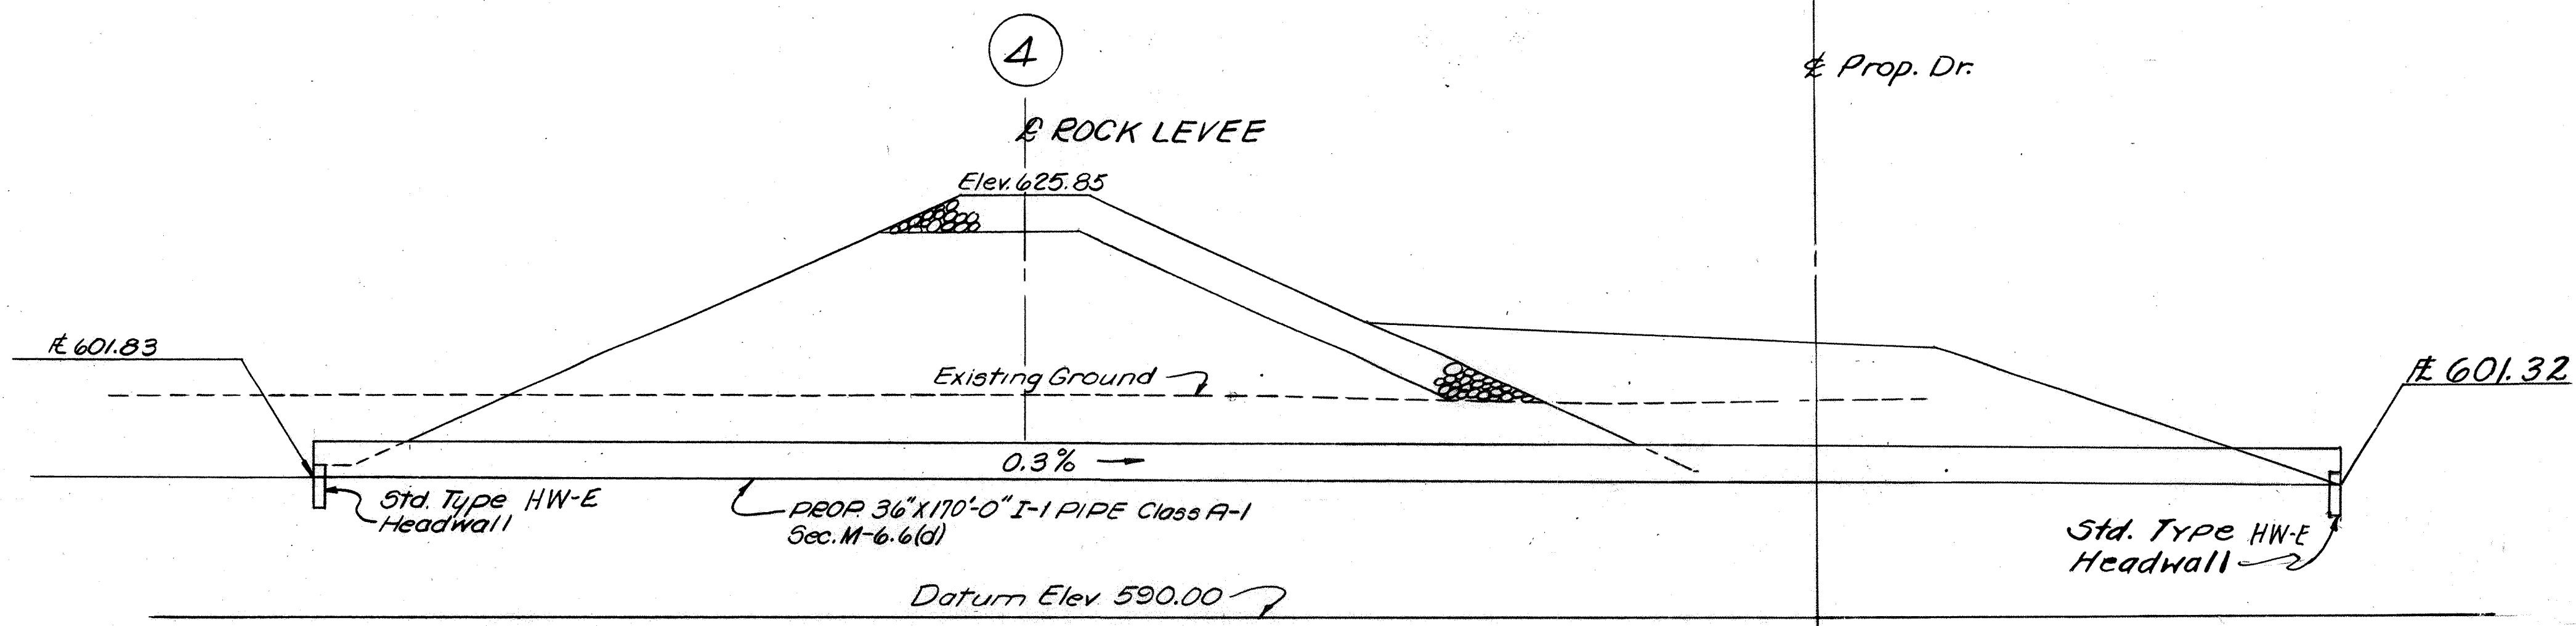 4
℄ Prop. Dr.
℄ ROCK LEVEE
Elev. 625.85
F℄ 601.83
Existing Ground
F℄ 601.32
0.3%
Std. Type HW-E
Headwall
PROP. 36"X170'-0" I-1 PIPE Class A-1
Sec. M-6.6(d)
Std. Type HW-E
Headwall
Datum Elev. 590.00